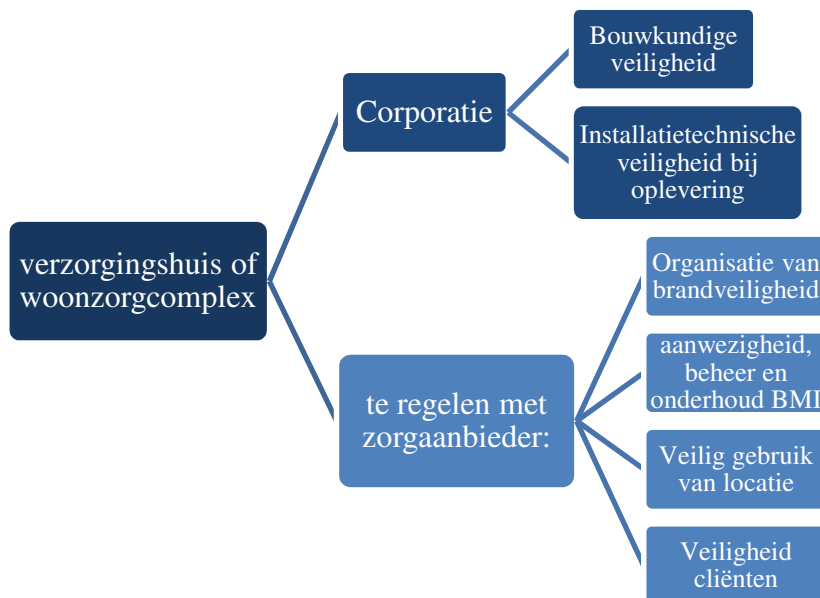 verzorgingshuis of
woonzorgcomplex
Corporatie
Bouwkundige
veiligheid
Installatietechnische
veiligheid bij
oplevering
te regelen met
zorgaanbieder:
Organisatie van
brandveiligheid
aanwezigheid,
beheer en
onderhoud BMI
Veilig gebruik
van locatie
Veiligheid
cliënten